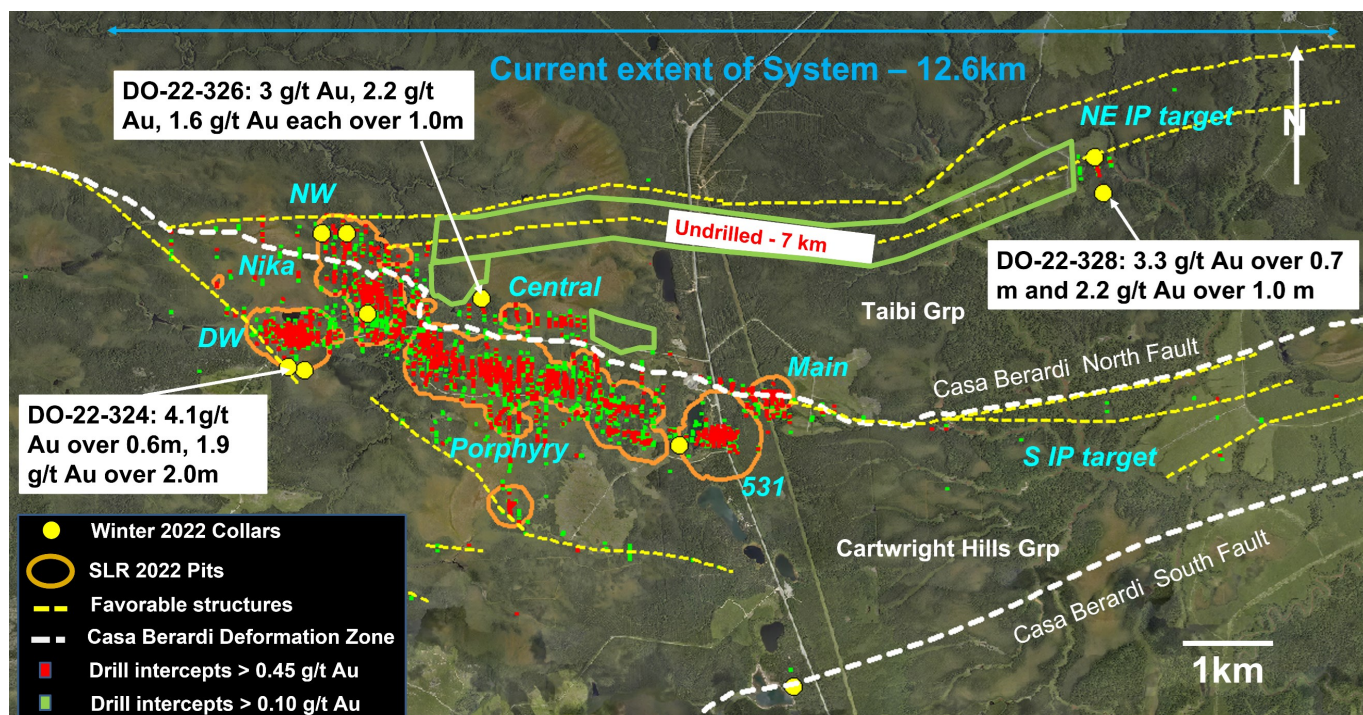 Current extent of System – 12.6km
DO-22-326: 3 g/t Au, 2.2 g/t
Au, 1.6 g/t Au each over 1.0m
NE IP target
N
NW
Undrilled - 7 km
Nika
Central
DO-22-328: 3.3 g/t Au over 0.7
m and 2.2 g/t Au over 1.0 m
Taibi Grp
DW
Main
Casa Berardi North Fault
DO-22-324: 4.1g/t
Au over 0.6m, 1.9
g/t Au over 2.0m
Porphyry
S IP target
531
Cartwright Hills Grp
Casa Berardi South Fault
1km
Winter 2022 Collars
SLR 2022 Pits
Favorable structures
Casa Berardi Deformation Zone
Drill intercepts > 0.45 g/t Au
Drill intercepts > 0.10 g/t Au